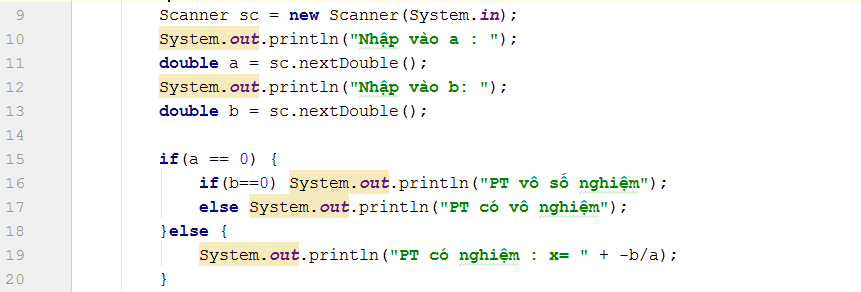 9 Scanner sc = new Scanner(System.in);
10 System.out.println("Nhập vào a : ");
11 double a = sc.nextDouble();
12 System.out.println("Nhập vào b: ");
13 double b = sc.nextDouble();
14
15 if(a == 0) {
16 if(b==0) System.out.println("PT vô số nghiệm");
17 else System.out.println("PT có vô nghiệm");
18 }else {
19 System.out.println("PT có nghiệm : x= " + -b/a);
20 }